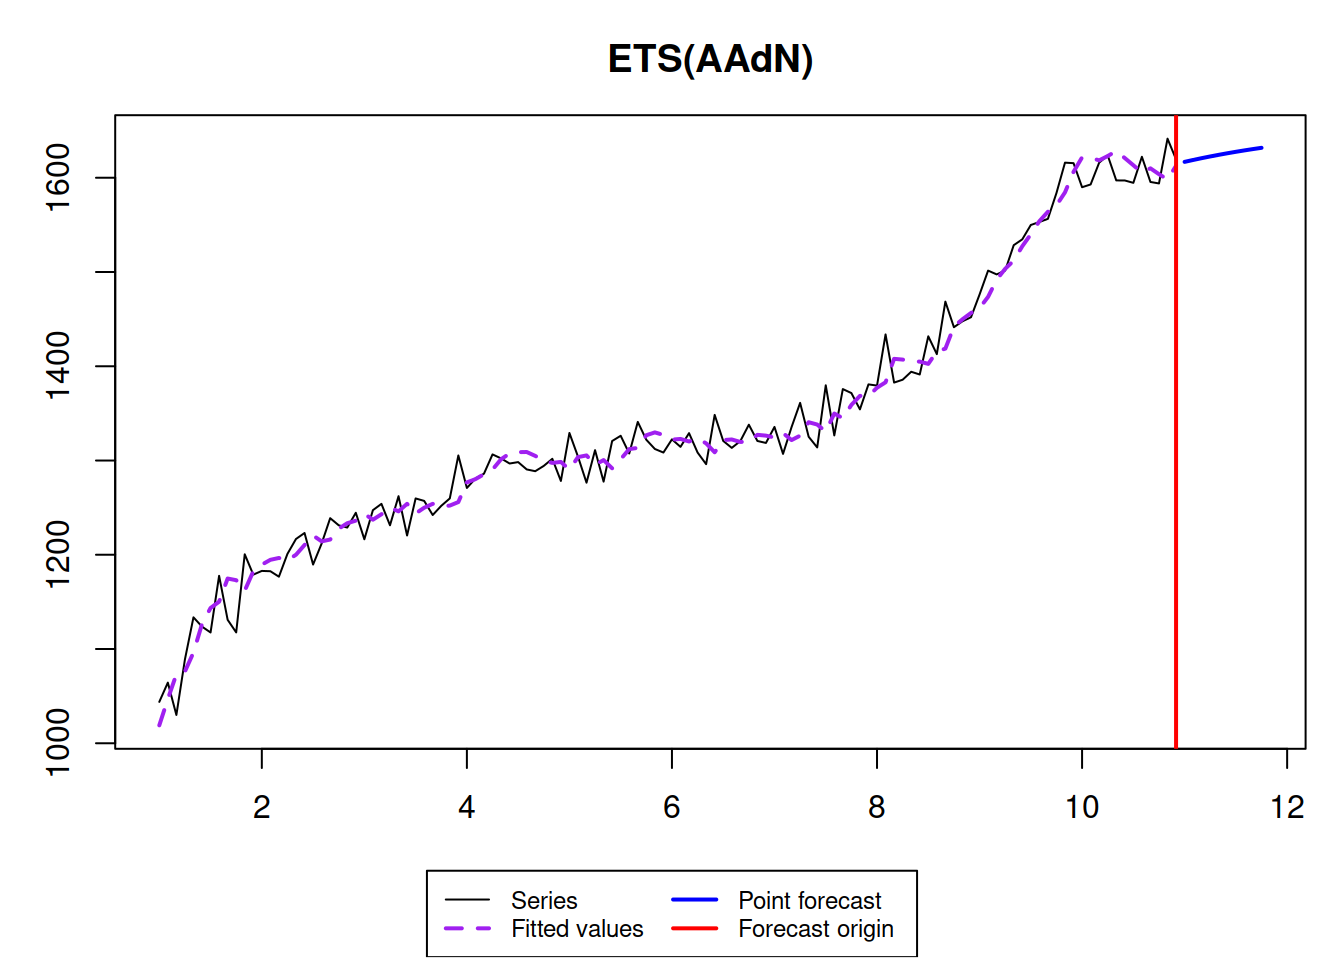 ETS(AAdN)
1600
1400
1200
1000
2 4 6 8 10 12
Series Point forecast
Fitted values Forecast origin